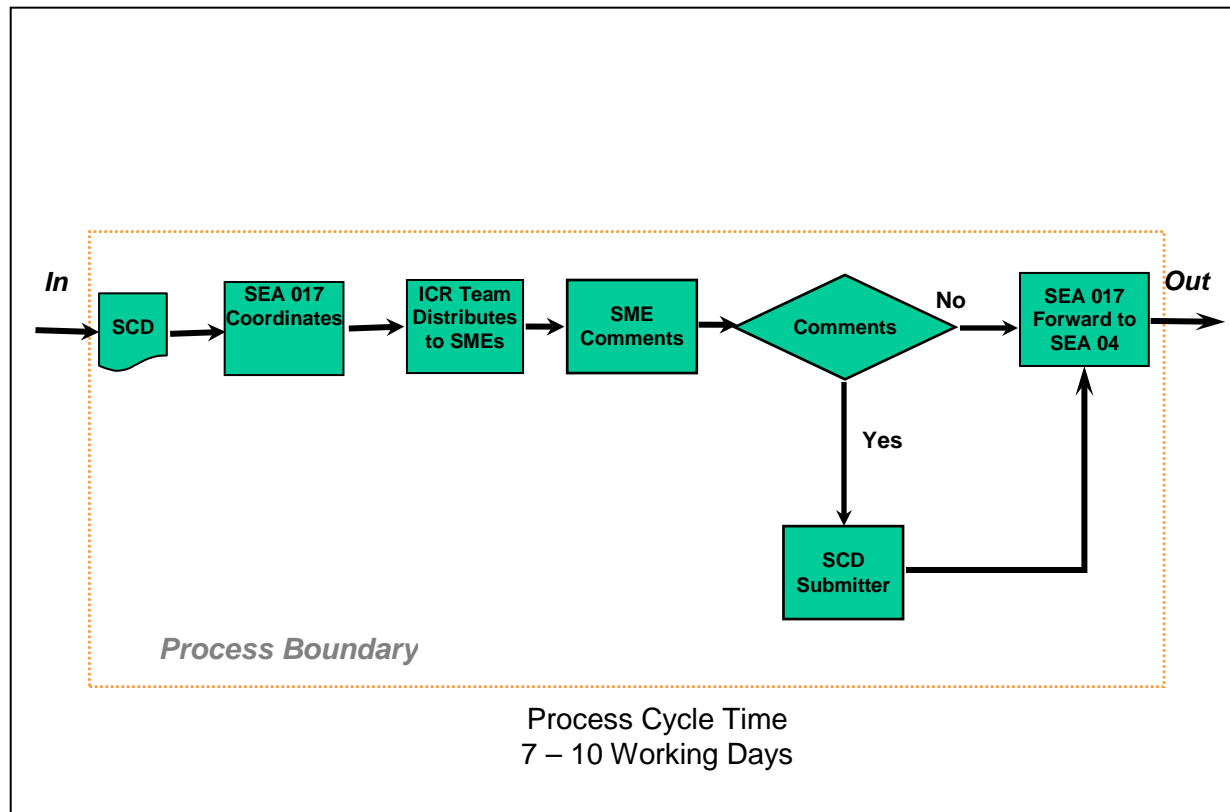 In
SCD
SEA 017
Coordinates
ICR Team
Distributes
to SMEs
SME
Comments
Comments
No
Yes
SEA 017
Forward to
SEA 04
Out
SCD
Submitter
Process Boundary
Process Cycle Time
7 – 10 Working Days